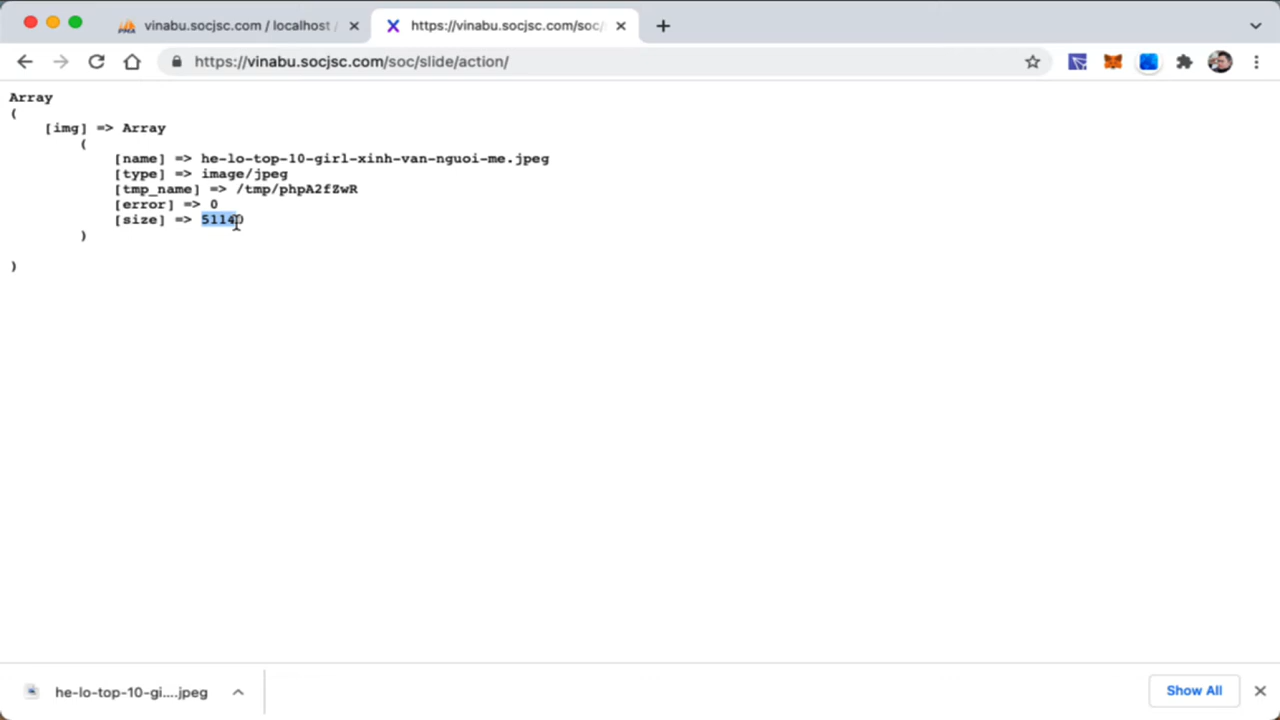 vinabu.socjsc.com / localhost /
https://vinabu.socjsc.com/soc/
https://vinabu.socjsc.com/soc/slide/action/
Array
(
[img] => Array
(
[name] => he-lo-top-10-girl-xinh-van-nguoi-me.jpeg
[type] => image/jpeg
[tmp_name] => /tmp/phpA2fZwR
[error] => 0
[size] => 51140
)
)
he-lo-top-10-gi....jpeg
Show All